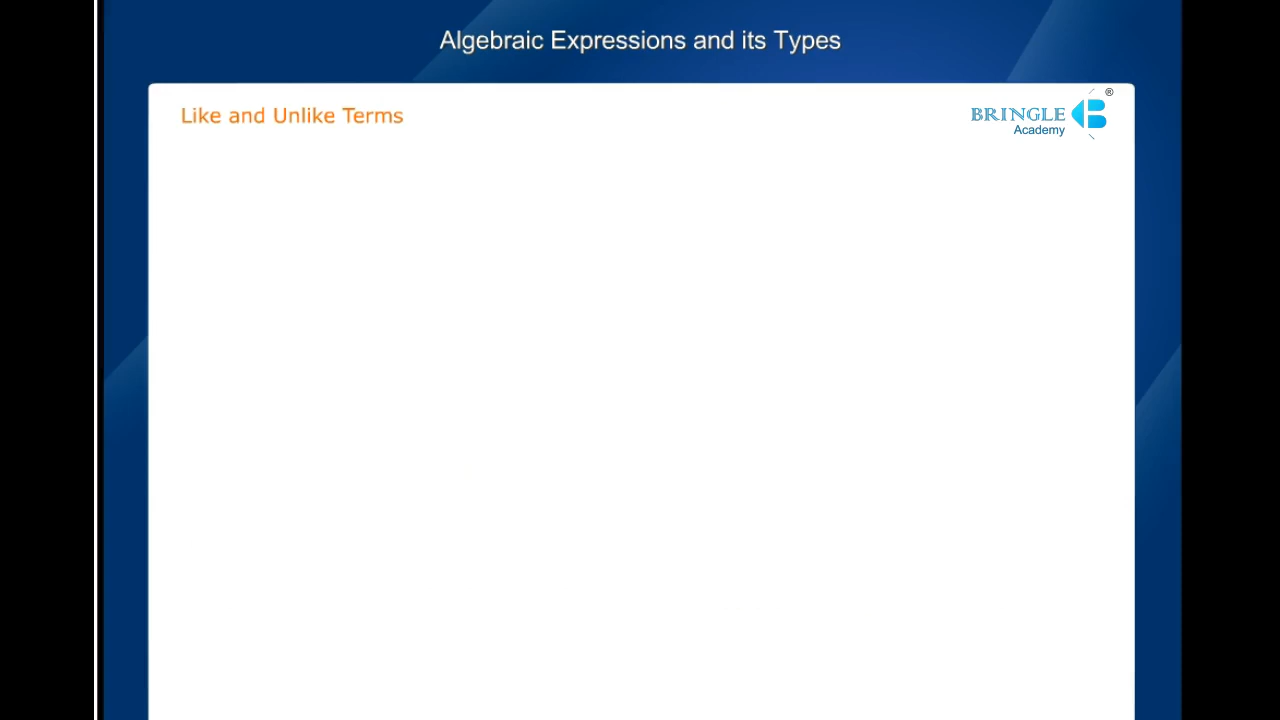 Algebraic Expressions and its Types
Like and Unlike Terms
BRINGLE ®
Academy